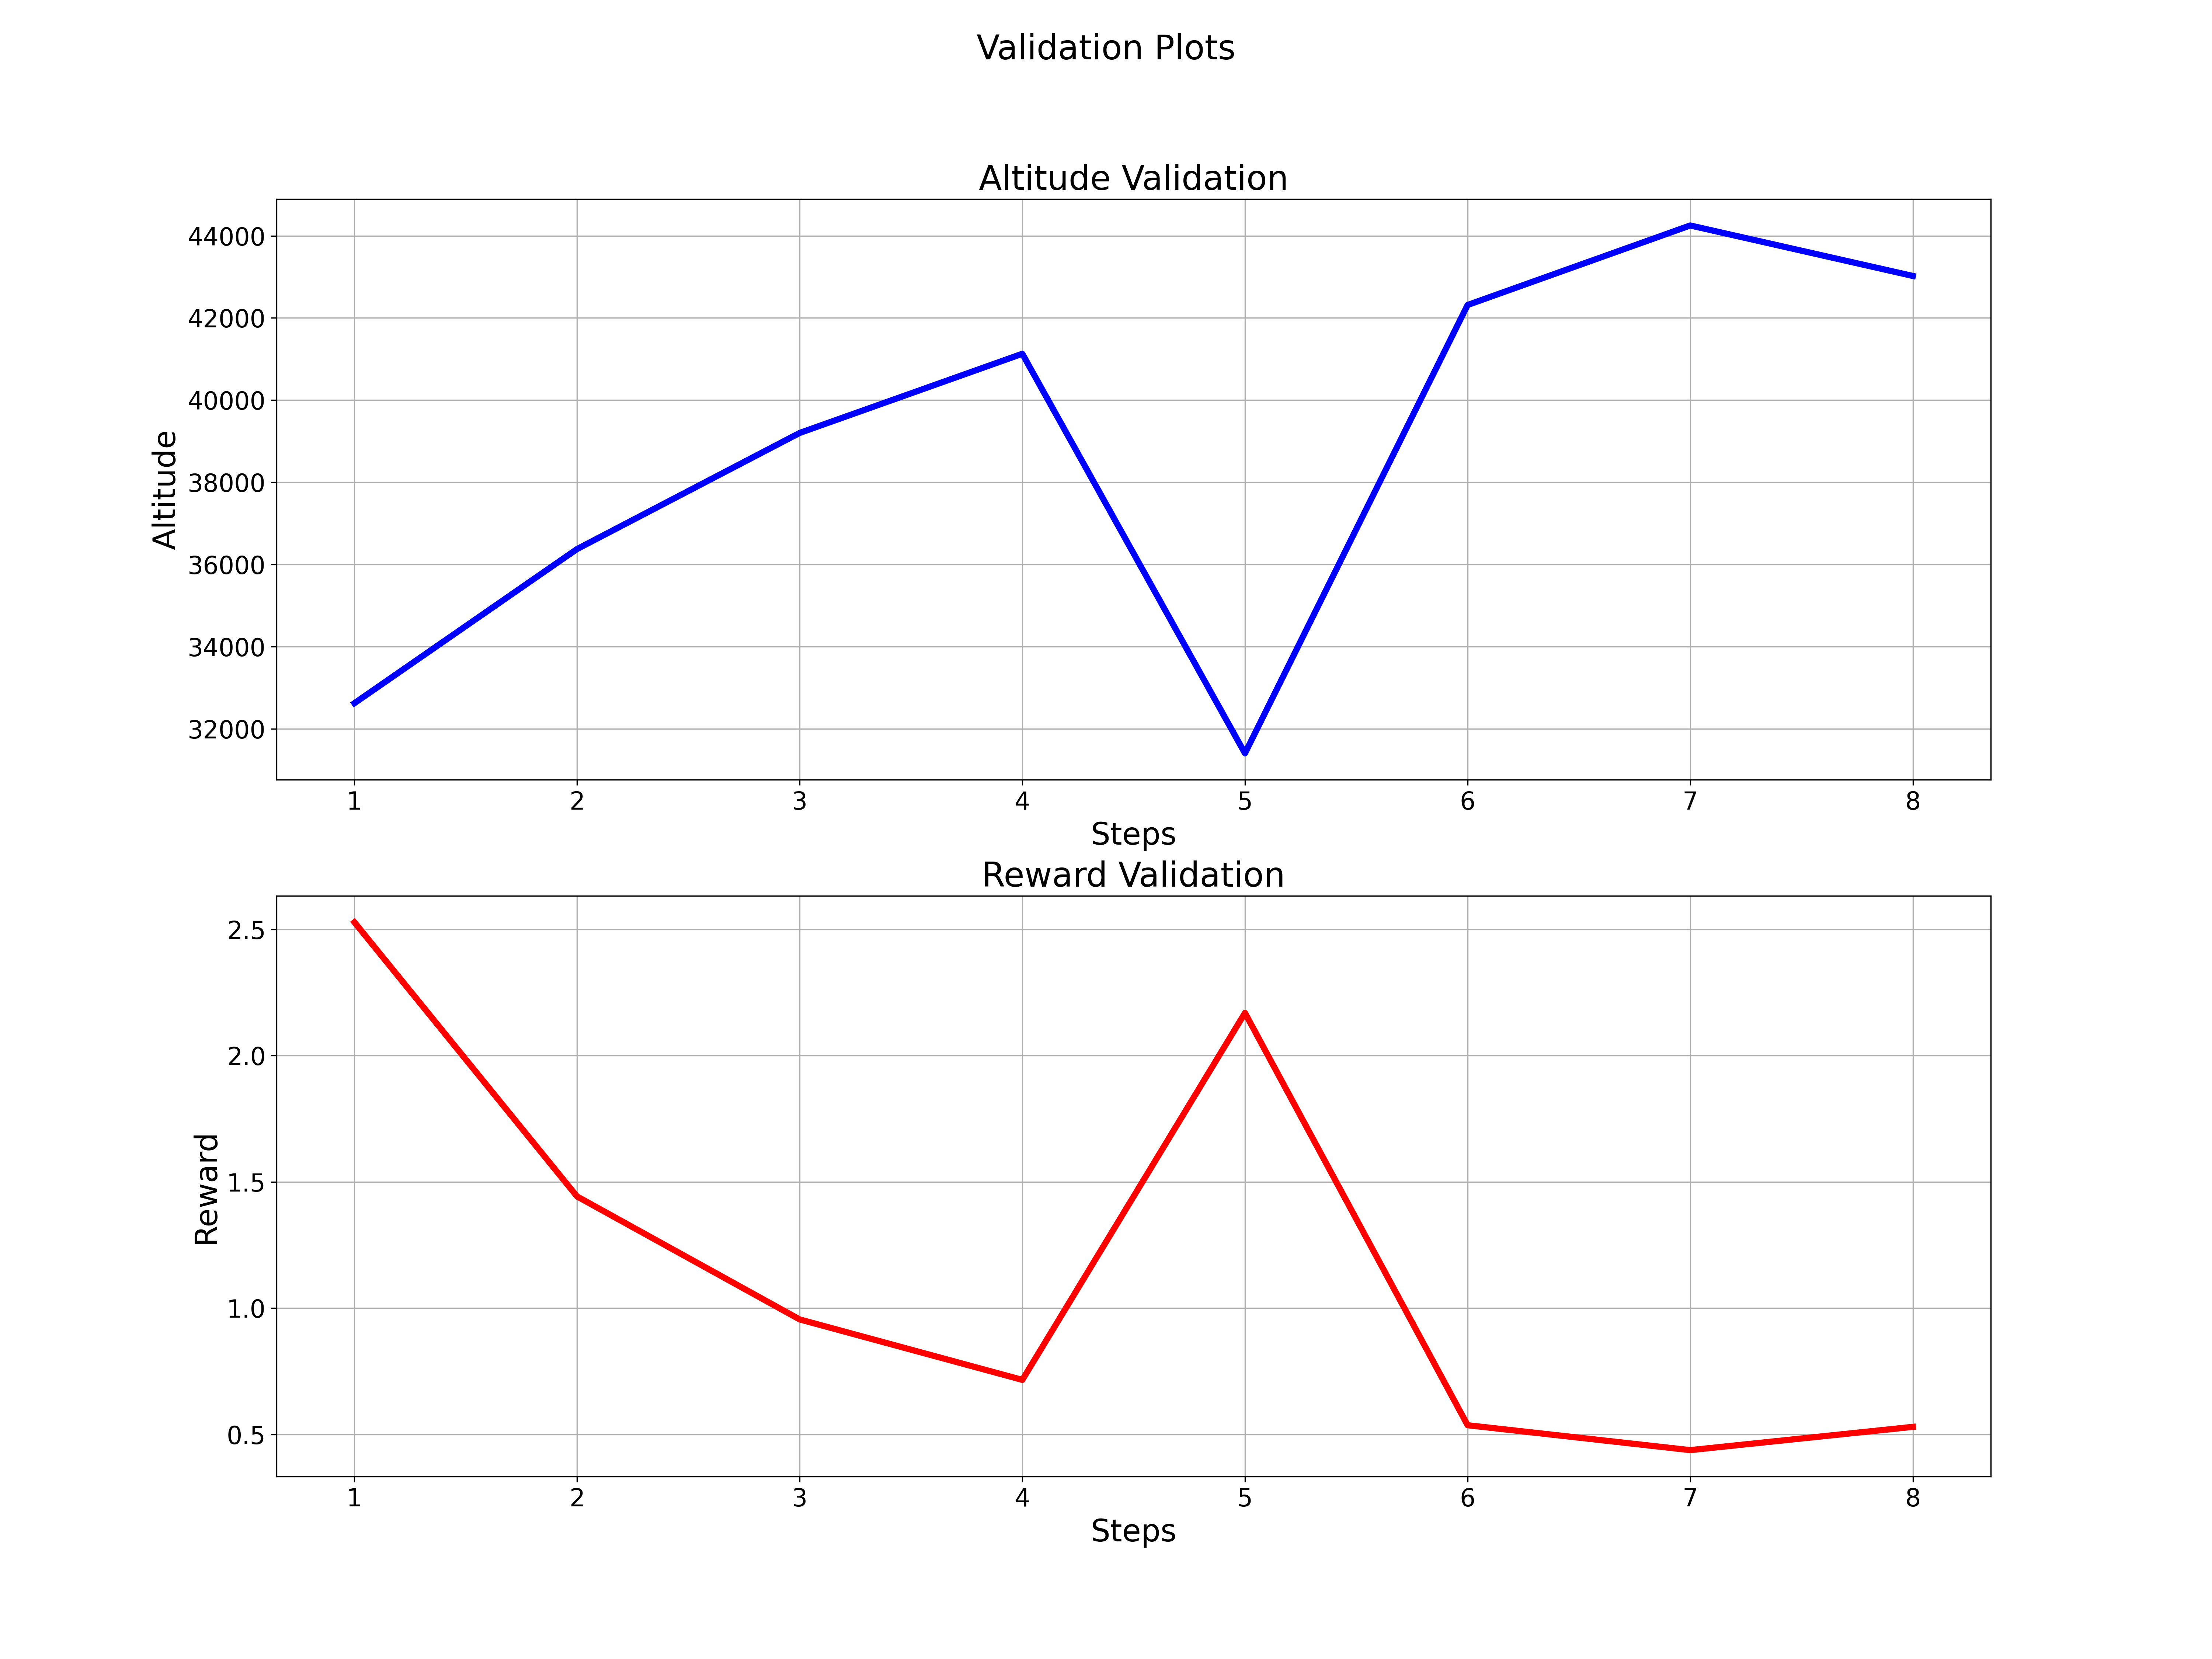 Validation Plots
Altitude Validation
44000
42000
40000
38000
36000
34000
32000
Altitude
1 2 3 4 5 6 7 8
Steps
Reward Validation
2.5
2.0
1.5
1.0
0.5
Reward
1 2 3 4 5 6 7 8
Steps